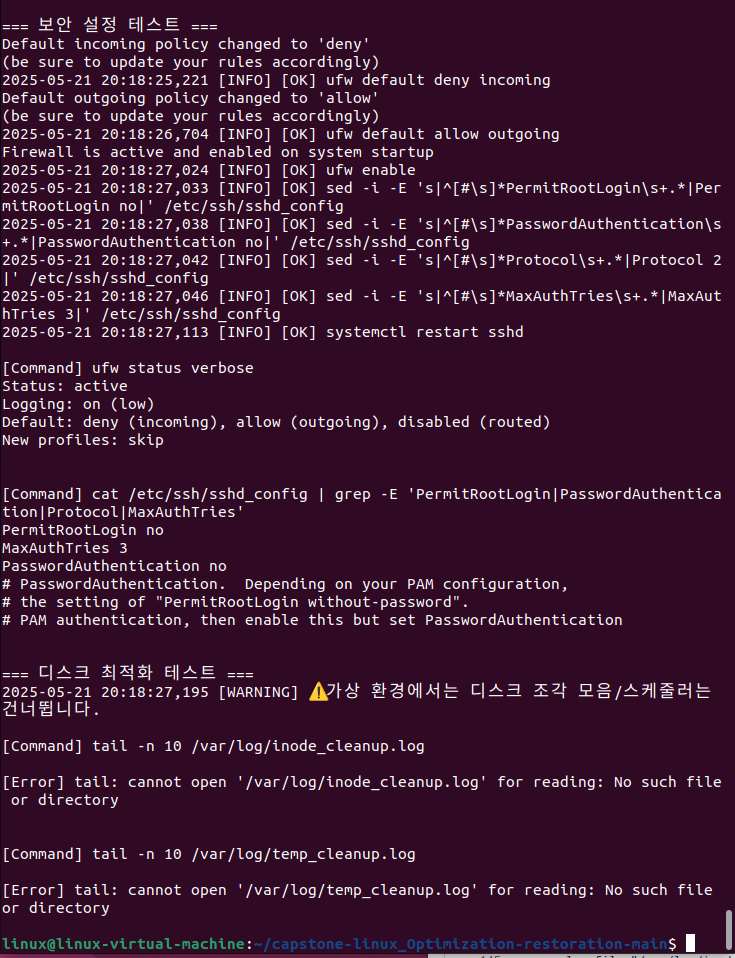 === 보안 설정 테스트 ===
Default incoming policy changed to 'deny'
(be sure to update your rules accordingly)
2025-05-21 20:18:25,221 [INFO] [OK] ufw default deny incoming
Default outgoing policy changed to 'allow'
(be sure to update your rules accordingly)
2025-05-21 20:18:26,704 [INFO] [OK] ufw default allow outgoing
Firewall is active and enabled on system startup
2025-05-21 20:18:27,024 [INFO] [OK] ufw enable
2025-05-21 20:18:27,033 [INFO] [OK] sed -i -E 's|^[#\s]*PermitRootLogin\s+.*|Per
mitRootLogin no|' /etc/ssh/sshd_config
2025-05-21 20:18:27,038 [INFO] [OK] sed -i -E 's|^[#\s]*PasswordAuthentication\s
+.*|PasswordAuthentication no|' /etc/ssh/sshd_config
2025-05-21 20:18:27,042 [INFO] [OK] sed -i -E 's|^[#\s]*Protocol\s+.*|Protocol 2
|' /etc/ssh/sshd_config
2025-05-21 20:18:27,046 [INFO] [OK] sed -i -E 's|^[#\s]*MaxAuthTries\s+.*|MaxAut
hTries 3|' /etc/ssh/sshd_config
2025-05-21 20:18:27,113 [INFO] [OK] systemctl restart sshd
[Command] ufw status verbose
Status: active
Logging: on (low)
Default: deny (incoming), allow (outgoing), disabled (routed)
New profiles: skip
[Command] cat /etc/ssh/sshd_config | grep -E 'PermitRootLogin|PasswordAuthentica
tion|Protocol|MaxAuthTries'
PermitRootLogin no
MaxAuthTries 3
PasswordAuthentication no
# PasswordAuthentication.  Depending on your PAM configuration,
# the setting of "PermitRootLogin without-password".
# PAM authentication, then enable this but set PasswordAuthentication
=== 디스크 최적화 테스트 ===
2025-05-21 20:18:27,195 [WARNING] ⚠️가상 환경에서는 디스크 조각 모음/스케줄러는
건너뜁니다.
[Command] tail -n 10 /var/log/inode_cleanup.log
[Error] tail: cannot open '/var/log/inode_cleanup.log' for reading: No such file
 or directory
[Command] tail -n 10 /var/log/temp_cleanup.log
[Error] tail: cannot open '/var/log/temp_cleanup.log' for reading: No such file
or directory
linux@linux-virtual-machine:~/capstone-linux_Optimization-restoration-main$